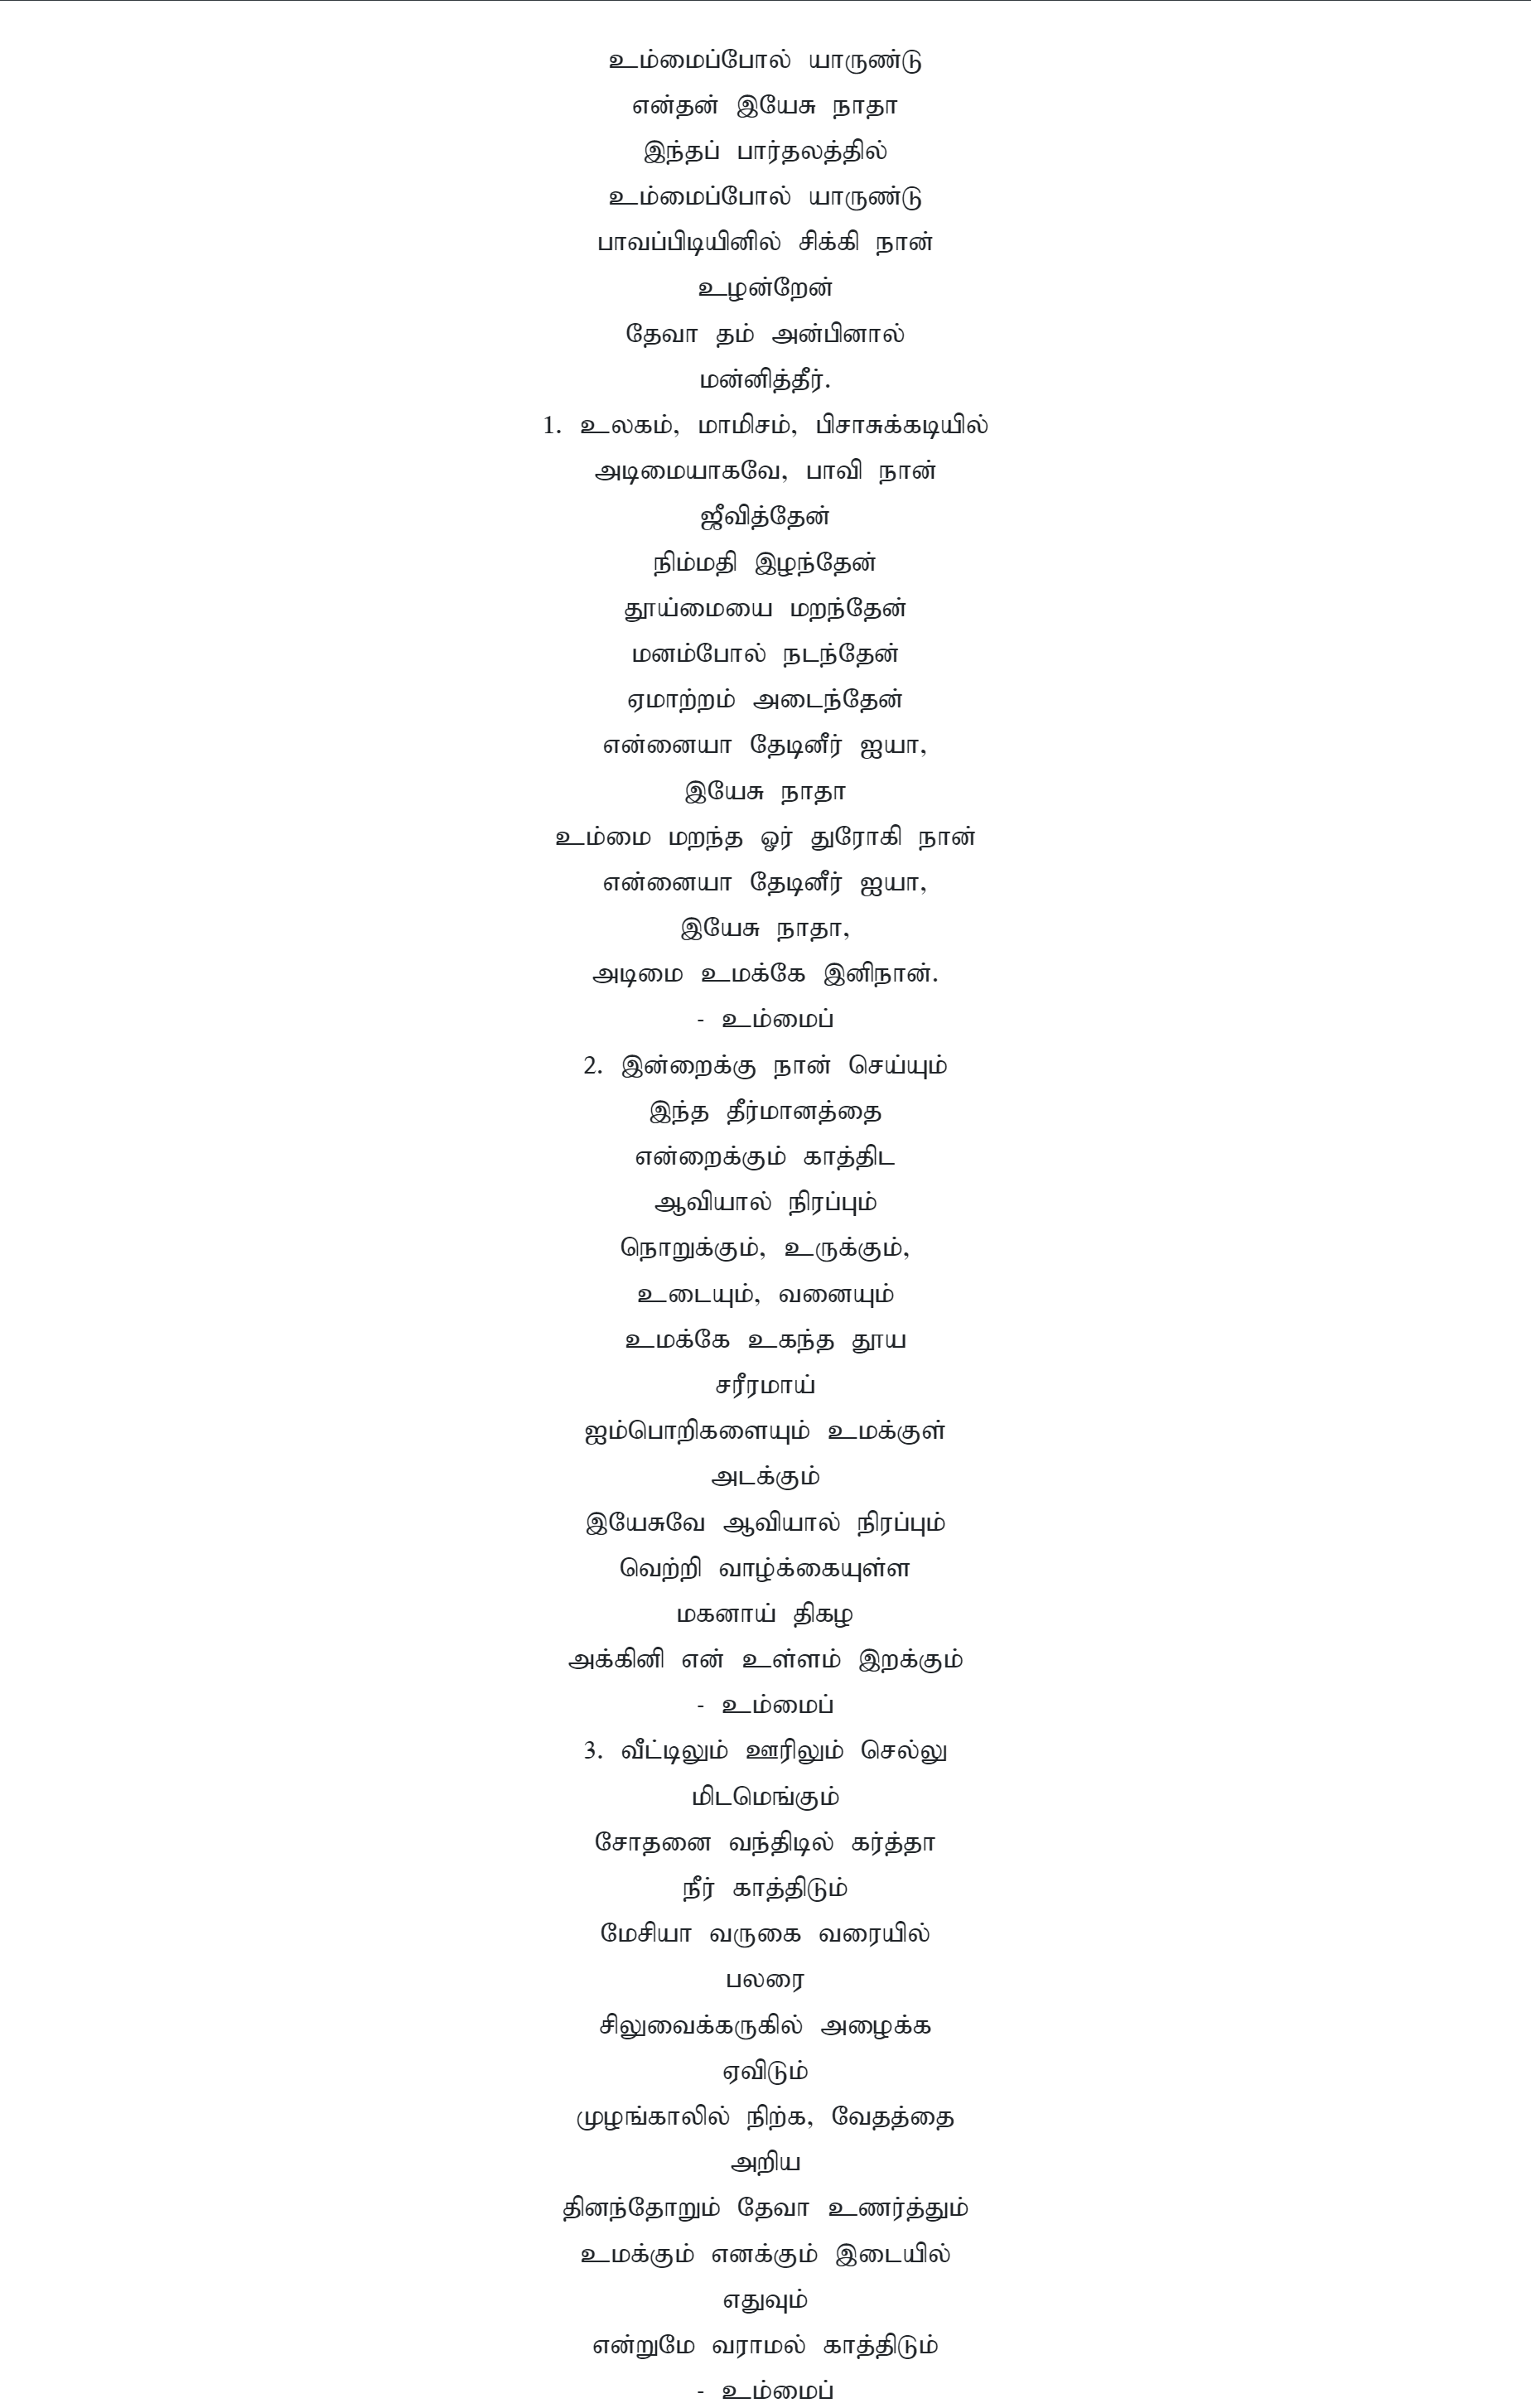 உம்மைப்போல் யாருண்டு
என்தன் இயேசு நாதா
இந்தப் பார்தலத்தில்
உம்மைப்போல் யாருண்டு
பாவப்பிடியினில் சிக்கி நான்
உழன்றேன்
தேவா தம் அன்பினால்
மன்னித்தீர்.
1. உலகம், மாமிசம், பிசாசுக்கடியில்
அடிமையாகவே, பாவி நான்
ஜீவித்தேன்
நிம்மதி இழந்தேன்
தூய்மையை மறந்தேன்
மனம்போல் நடந்தேன்
ஏமாற்றம் அடைந்தேன்
என்னையா தேடினீர் ஐயா,
இயேசு நாதா
உம்மை மறந்த ஓர் துரோகி நான்
என்னையா தேடினீர் ஐயா,
இயேசு நாதா,
அடிமை உமக்கே இனிநான்.
- உம்மைப்
2. இன்றைக்கு நான் செய்யும்
இந்த தீர்மானத்தை
என்றைக்கும் காத்திட
ஆவியால் நிரப்பும்
நொறுக்கும், உருக்கும்,
உடையும், வனையும்
உமக்கே உகந்த தூய
சரீரமாய்
ஐம்பொறிகளையும் உமக்குள்
அடக்கும்
இயேசுவே ஆவியால் நிரப்பும்
வெற்றி வாழ்க்கையுள்ள
மகனாய் திகழ
அக்கினி என் உள்ளம் இறக்கும்
- உம்மைப்
3. வீட்டிலும் ஊரிலும் செல்லு
மிடமெங்கும்
சோதனை வந்திடில் கர்த்தா
நீர் காத்திடும்
மேசியா வருகை வரையில்
பலரை
சிலுவைக்கருகில் அழைக்க
ஏவிடும்
முழங்காலில் நிற்க, வேதத்தை
அறிய
தினந்தோறும் தேவா உணர்த்தும்
உமக்கும் எனக்கும் இடையில்
எதுவும்
என்றுமே வராமல் காத்திடும்
- உம்மைப்